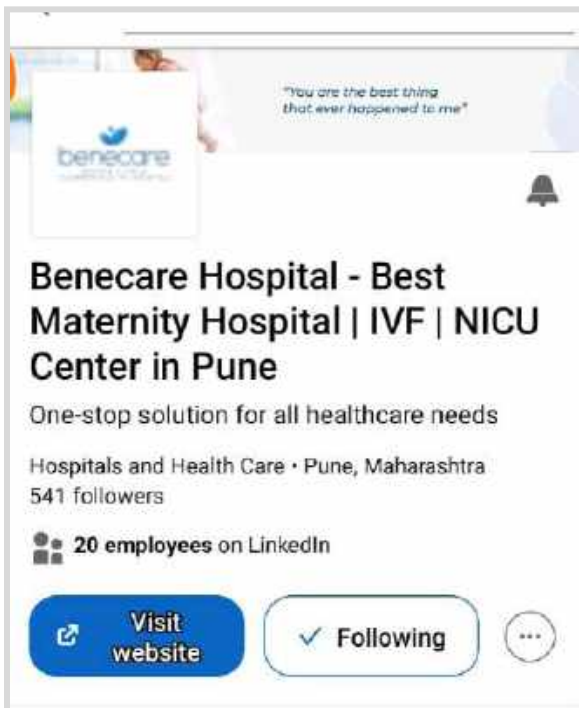 "You are the best thing
that ever happened to me"
benecare
Benecare Hospital - Best
Maternity Hospital | IVF | NICU
Center in Pune
One-stop solution for all healthcare needs
Hospitals and Health Care • Pune, Maharashtra
541 followers
20 employees on LinkedIn
Visit
website
Following